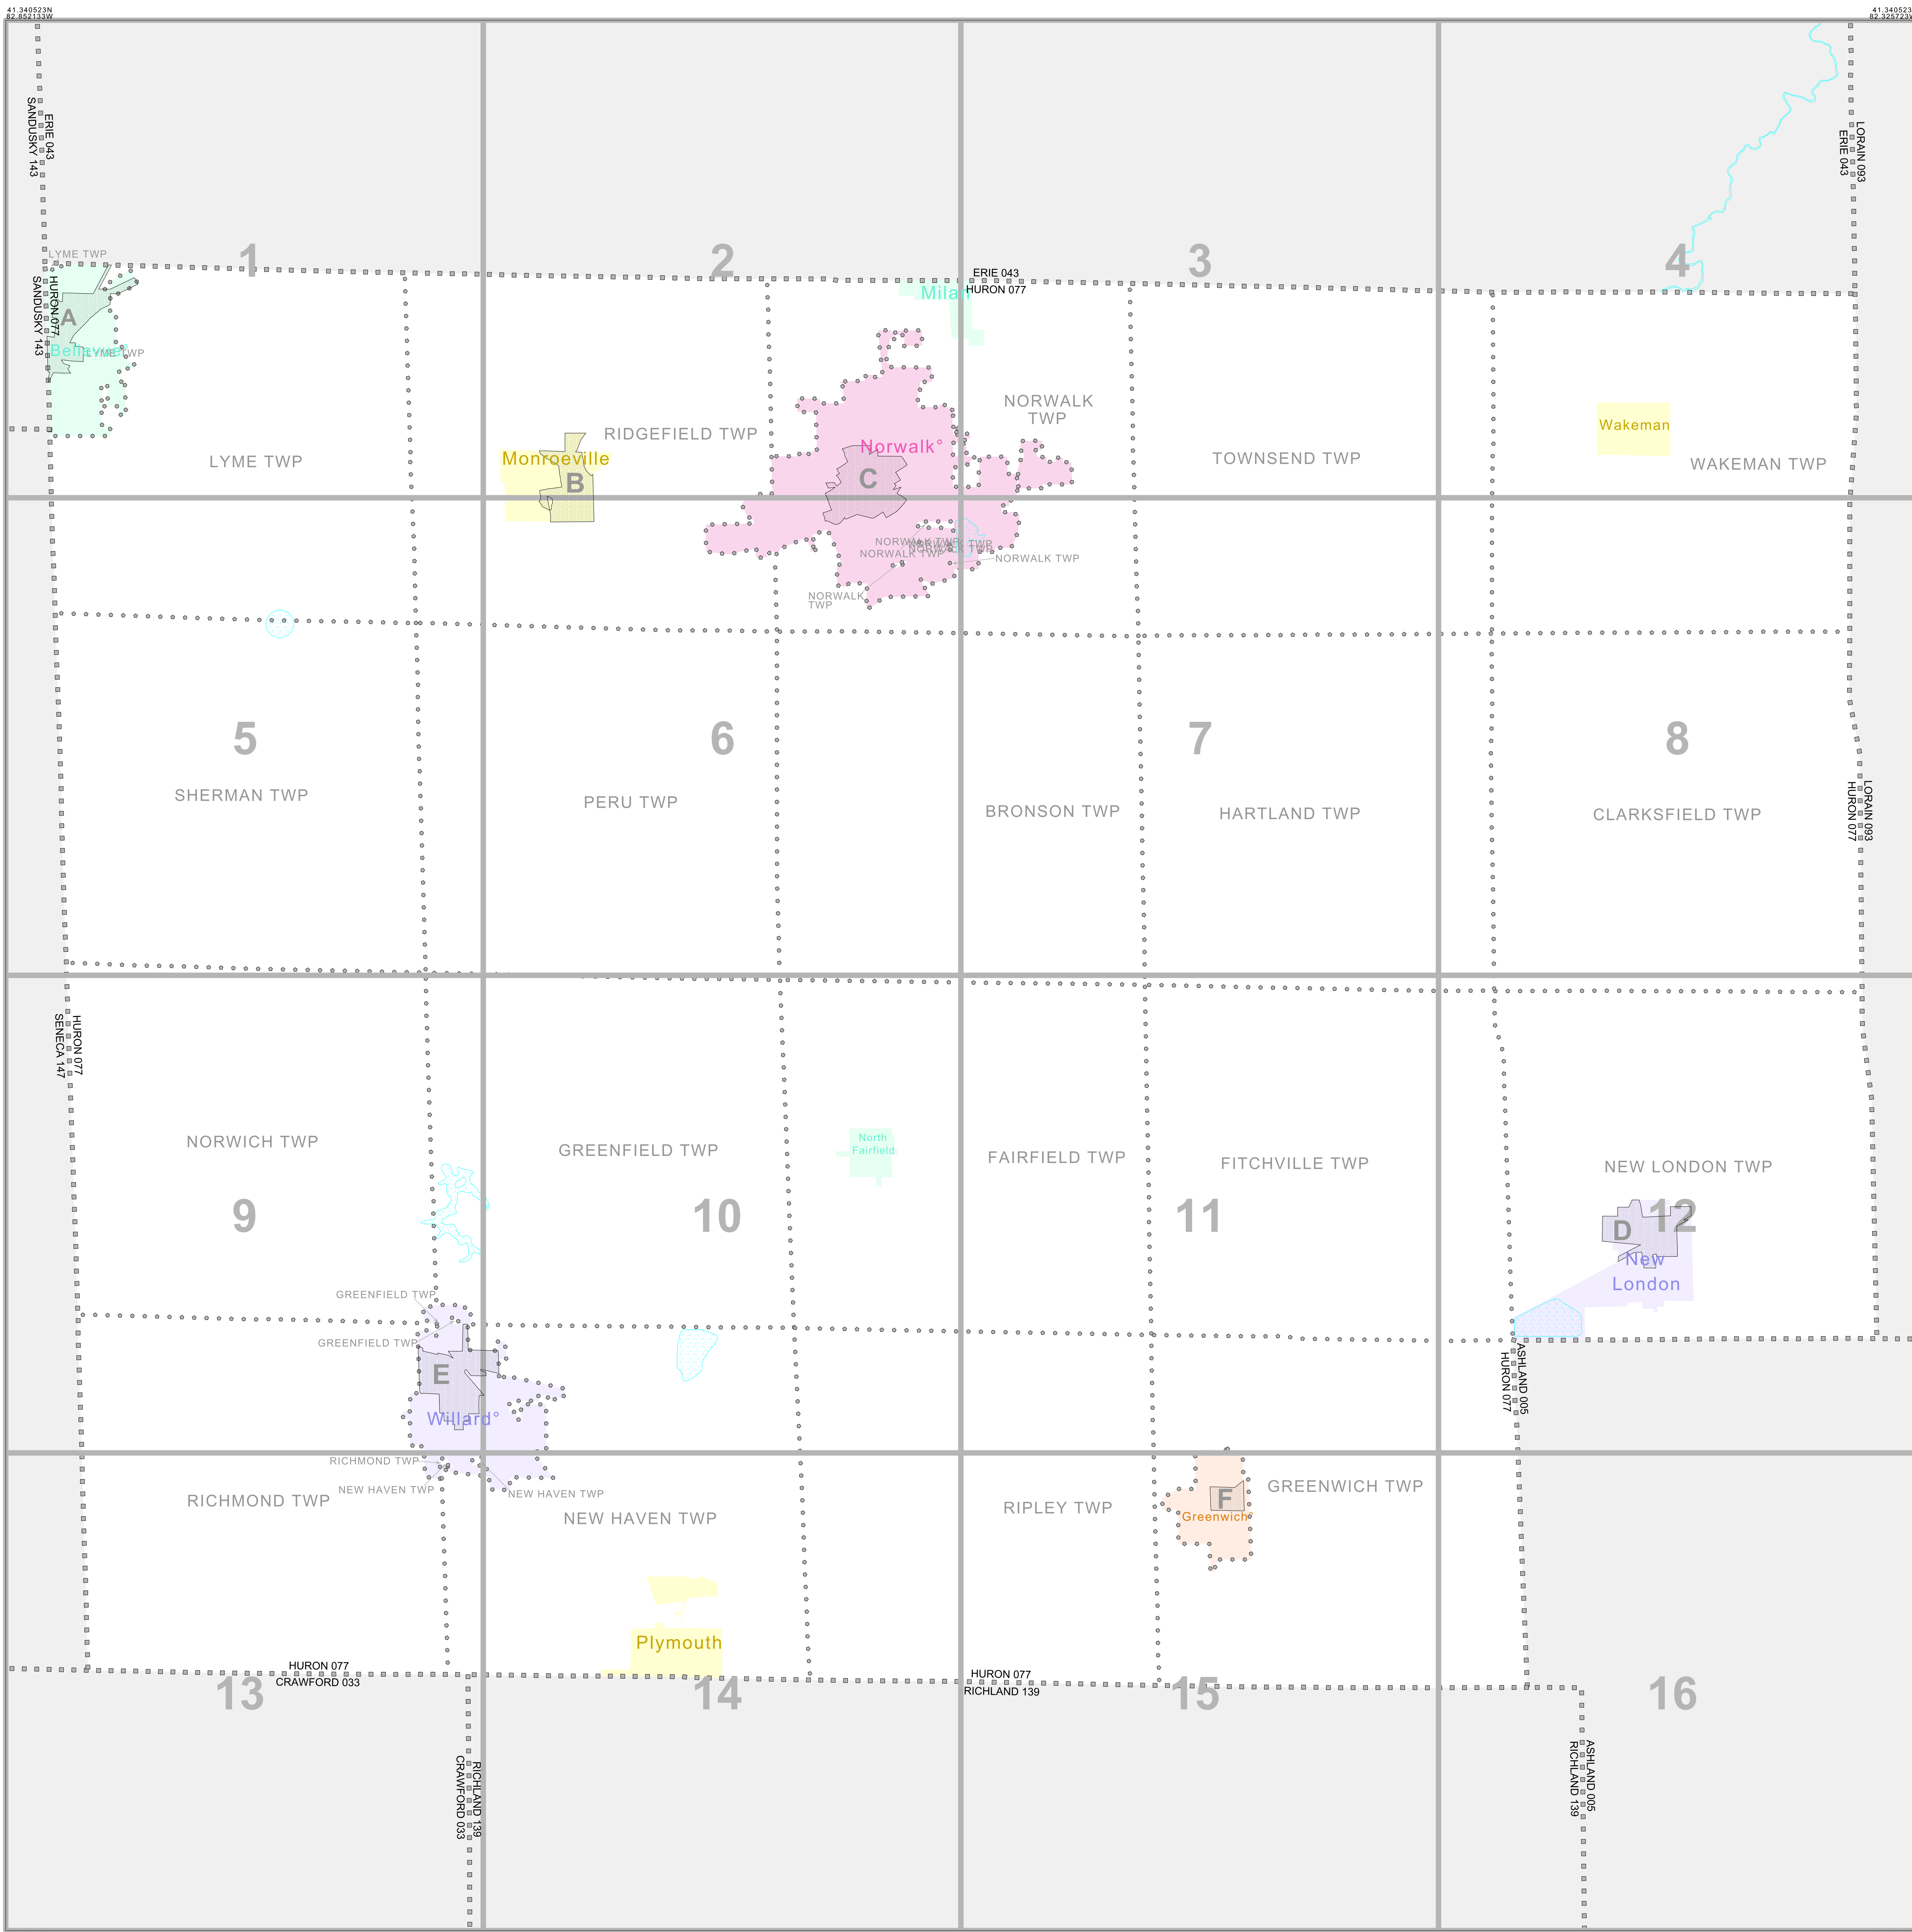 41.340523N
82.852133W
41.340523
82.325723W
ERIE 043
SANDUSKY 143
LORAIN 093
ERIE 043
1
2
3
4
LYME TWP
ERIE 043
HURON 077
HURON 077
SANDUSKY 143
A
Bellevue°
LYME TWP
Milan
NORWALK
TWP
RIDGEFIELD TWP
Norwalk°
Wakeman
LYME TWP
Monroeville
B
C
TOWNSEND TWP
WAKEMAN TWP
NORWALK TWP
NORWALK TWP
NORWALK TWP
NORWALK TWP
NORWALK TWP
NORWALK
TWP
5
6
7
8
SHERMAN TWP
PERU TWP
BRONSON TWP
HARTLAND TWP
CLARKSFIELD TWP
LORAIN 093
HURON 077
HURON 077
SENECA 147
NORWICH TWP
GREENFIELD TWP
North
Fairfield
FAIRFIELD TWP
FITCHVILLE TWP
NEW LONDON TWP
9
10
11
12
D
New
London
GREENFIELD TWP
GREENFIELD TWP
E
Willard°
ASHLAND 005
HURON 077
RICHMOND TWP
NEW HAVEN TWP
NEW HAVEN TWP
RICHMOND TWP
NEW HAVEN TWP
RIPLEY TWP
F
Greenwich°
GREENWICH TWP
Plymouth
HURON 077
CRAWFORD 033
HURON 077
RICHLAND 139
13
14
15
16
RICHLAND 139
CRAWFORD 033
ASHLAND 005
RICHLAND 139